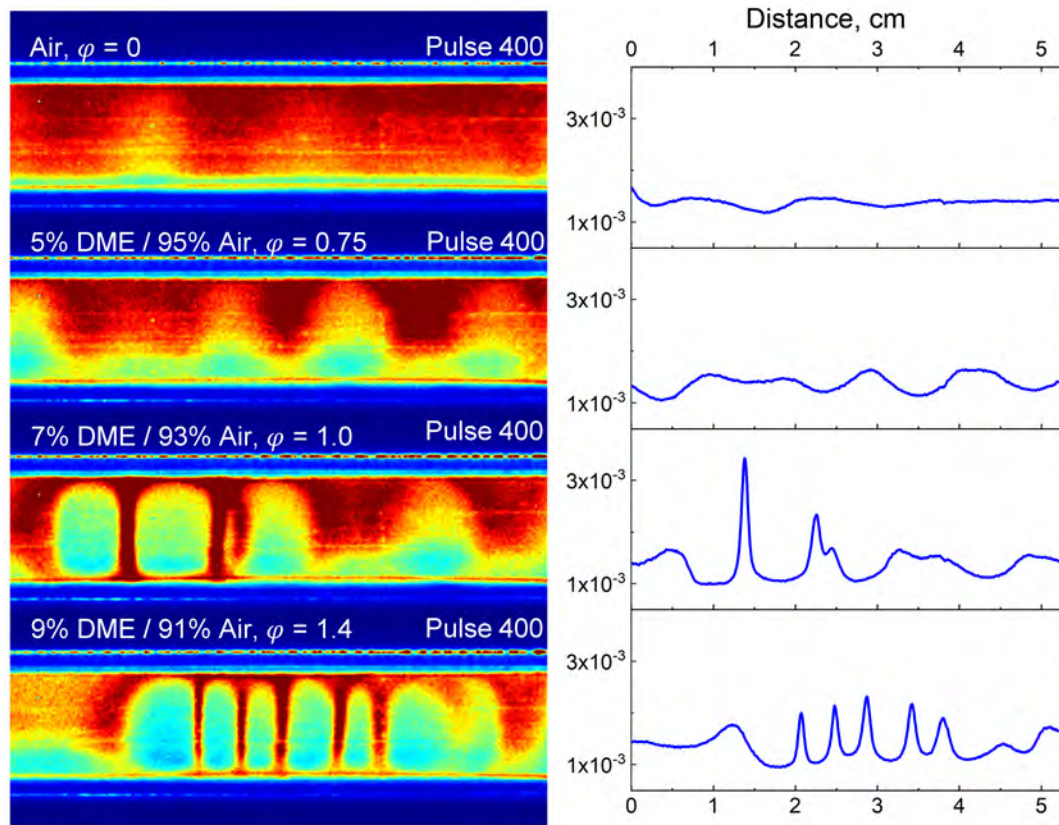 Air, φ = 0 Pulse 400
5% DME / 95% Air, φ = 0.75 Pulse 400
7% DME / 93% Air, φ = 1.0 Pulse 400
9% DME / 91% Air, φ = 1.4 Pulse 400
Distance, cm
0 1 2 3 4 5
3x10⁻³
1x10⁻³
3x10⁻³
1x10⁻³
3x10⁻³
1x10⁻³
3x10⁻³
1x10⁻³
0 1 2 3 4 5